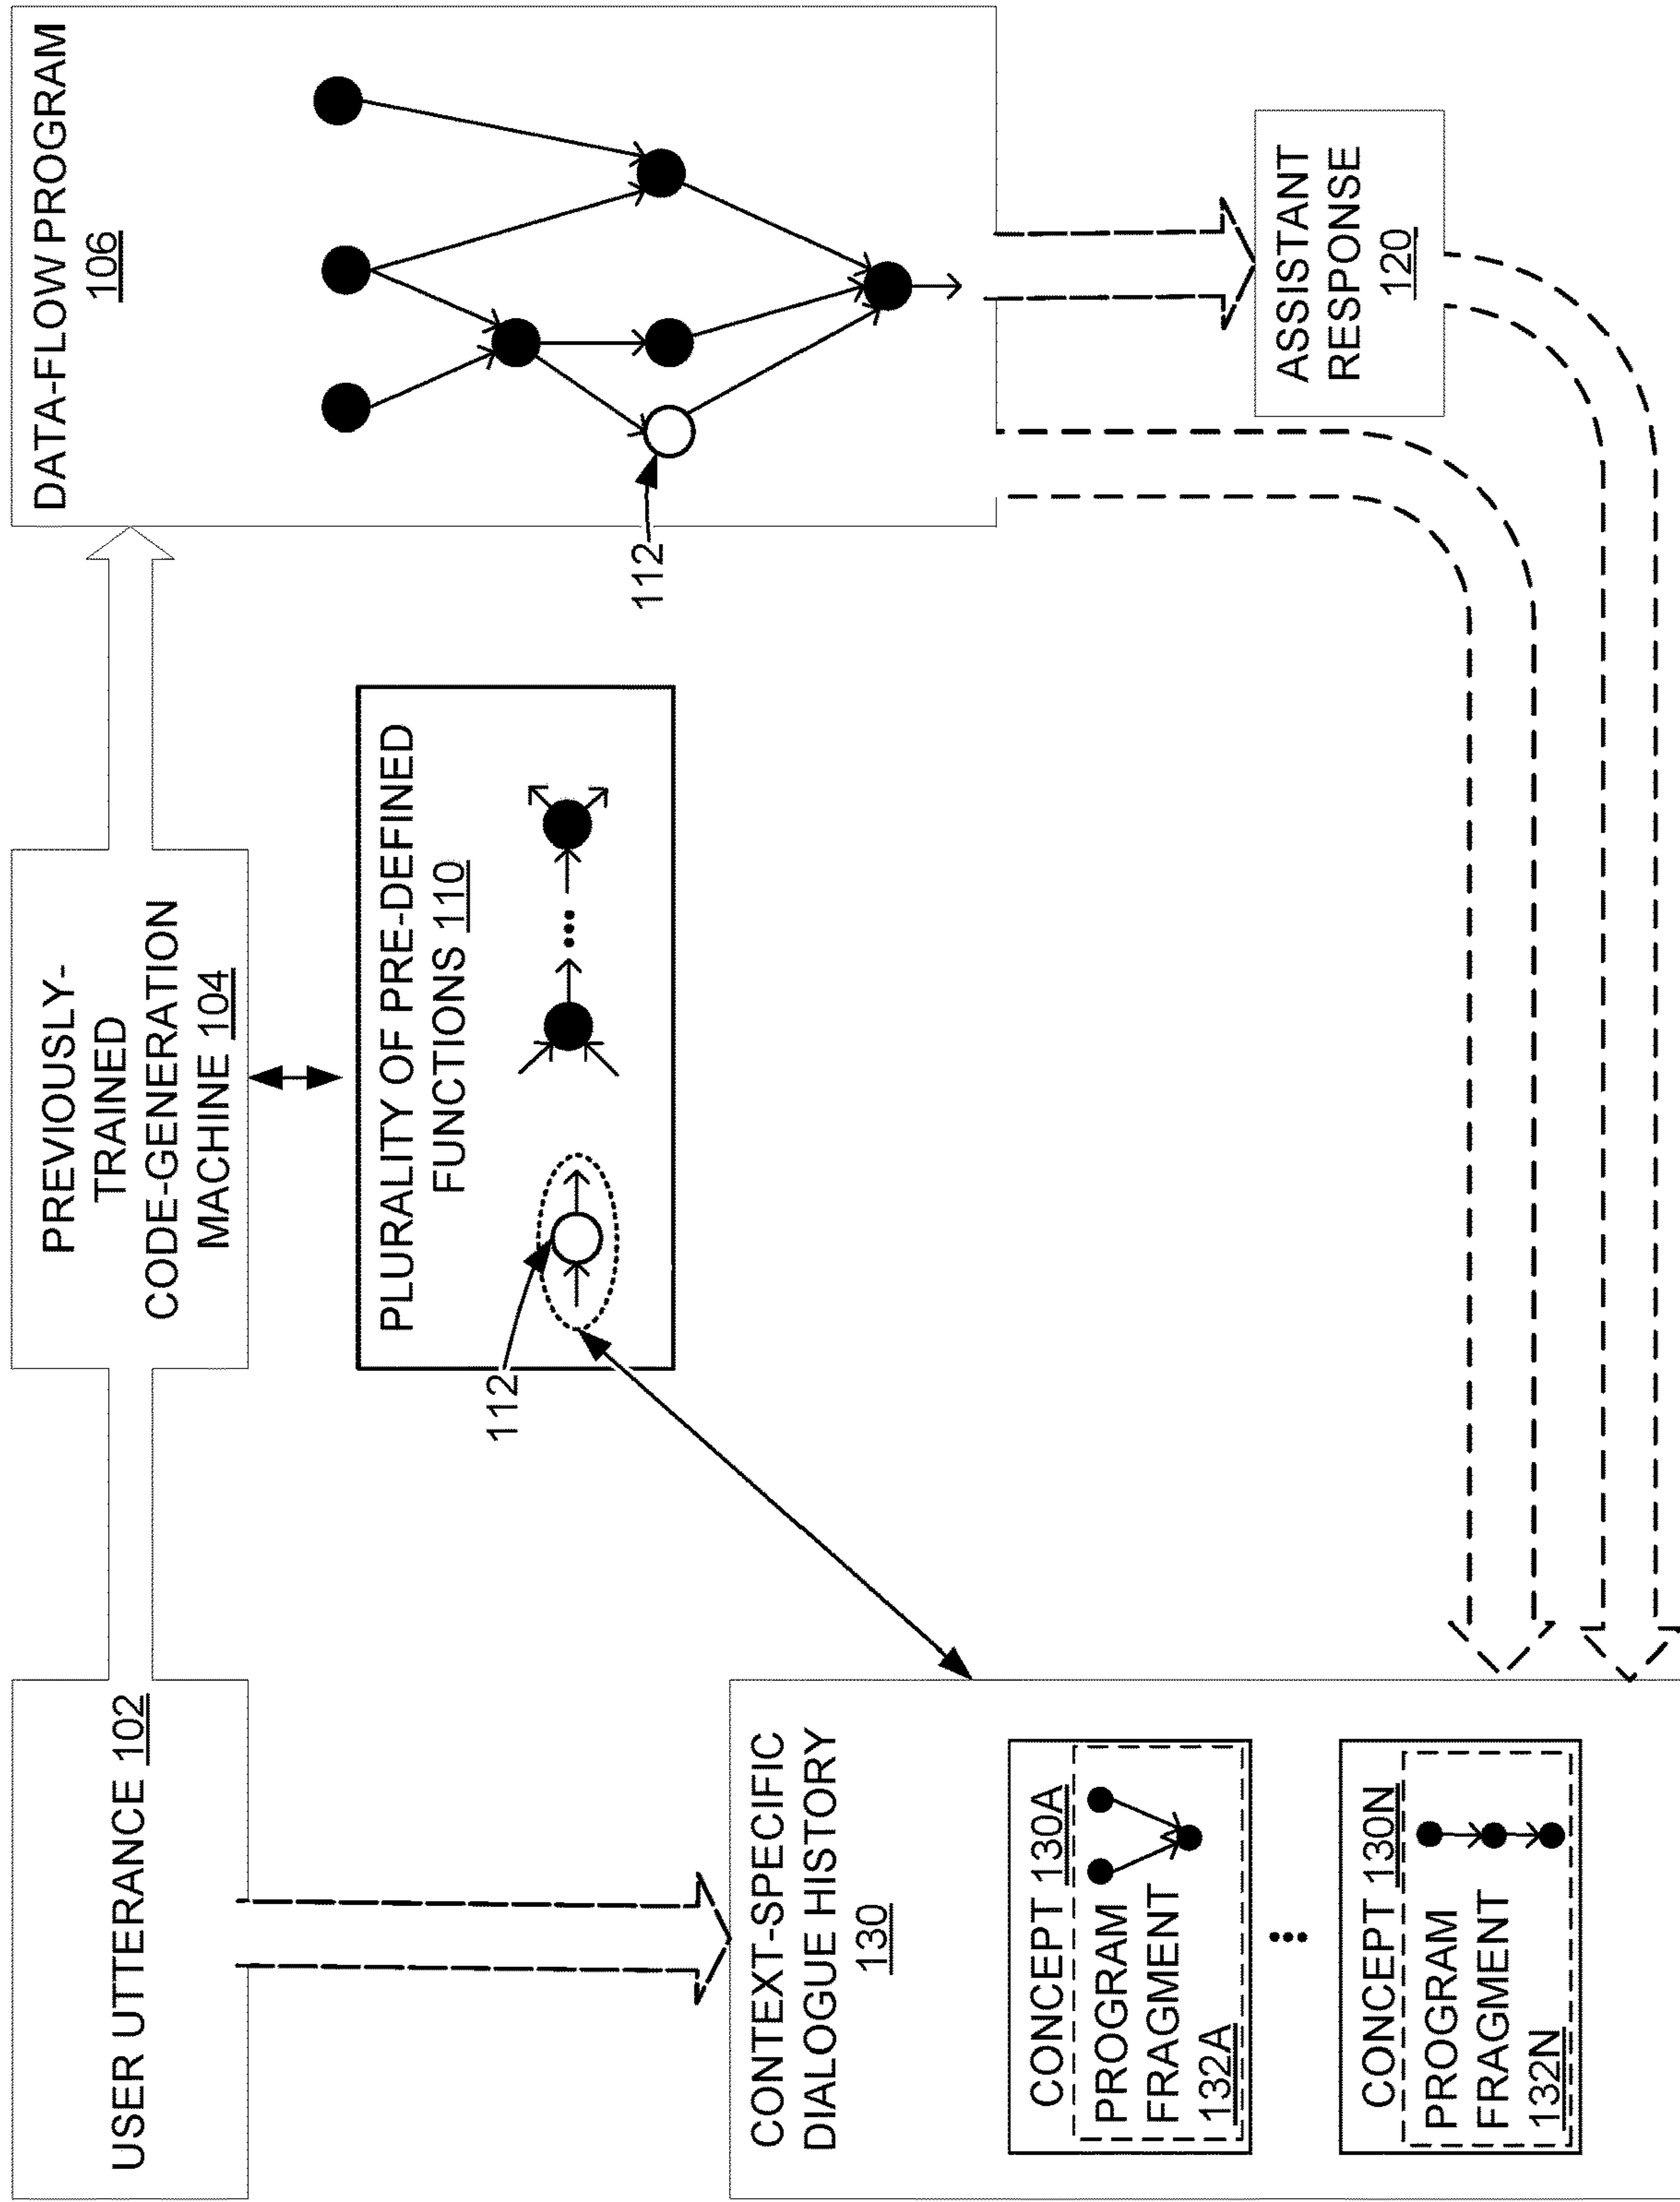 USER UTTERANCE 102
PREVIOUSLY-
TRAINED
CODE-GENERATION
MACHINE 104
DATA-FLOW PROGRAM
106
PLURALITY OF PRE-DEFINED
FUNCTIONS 110
112
112
CONTEXT-SPECIFIC
DIALOGUE HISTORY
130
CONCEPT 130A
PROGRAM
FRAGMENT
132A
CONCEPT 130N
PROGRAM
FRAGMENT
132N
ASSISTANT
RESPONSE
120